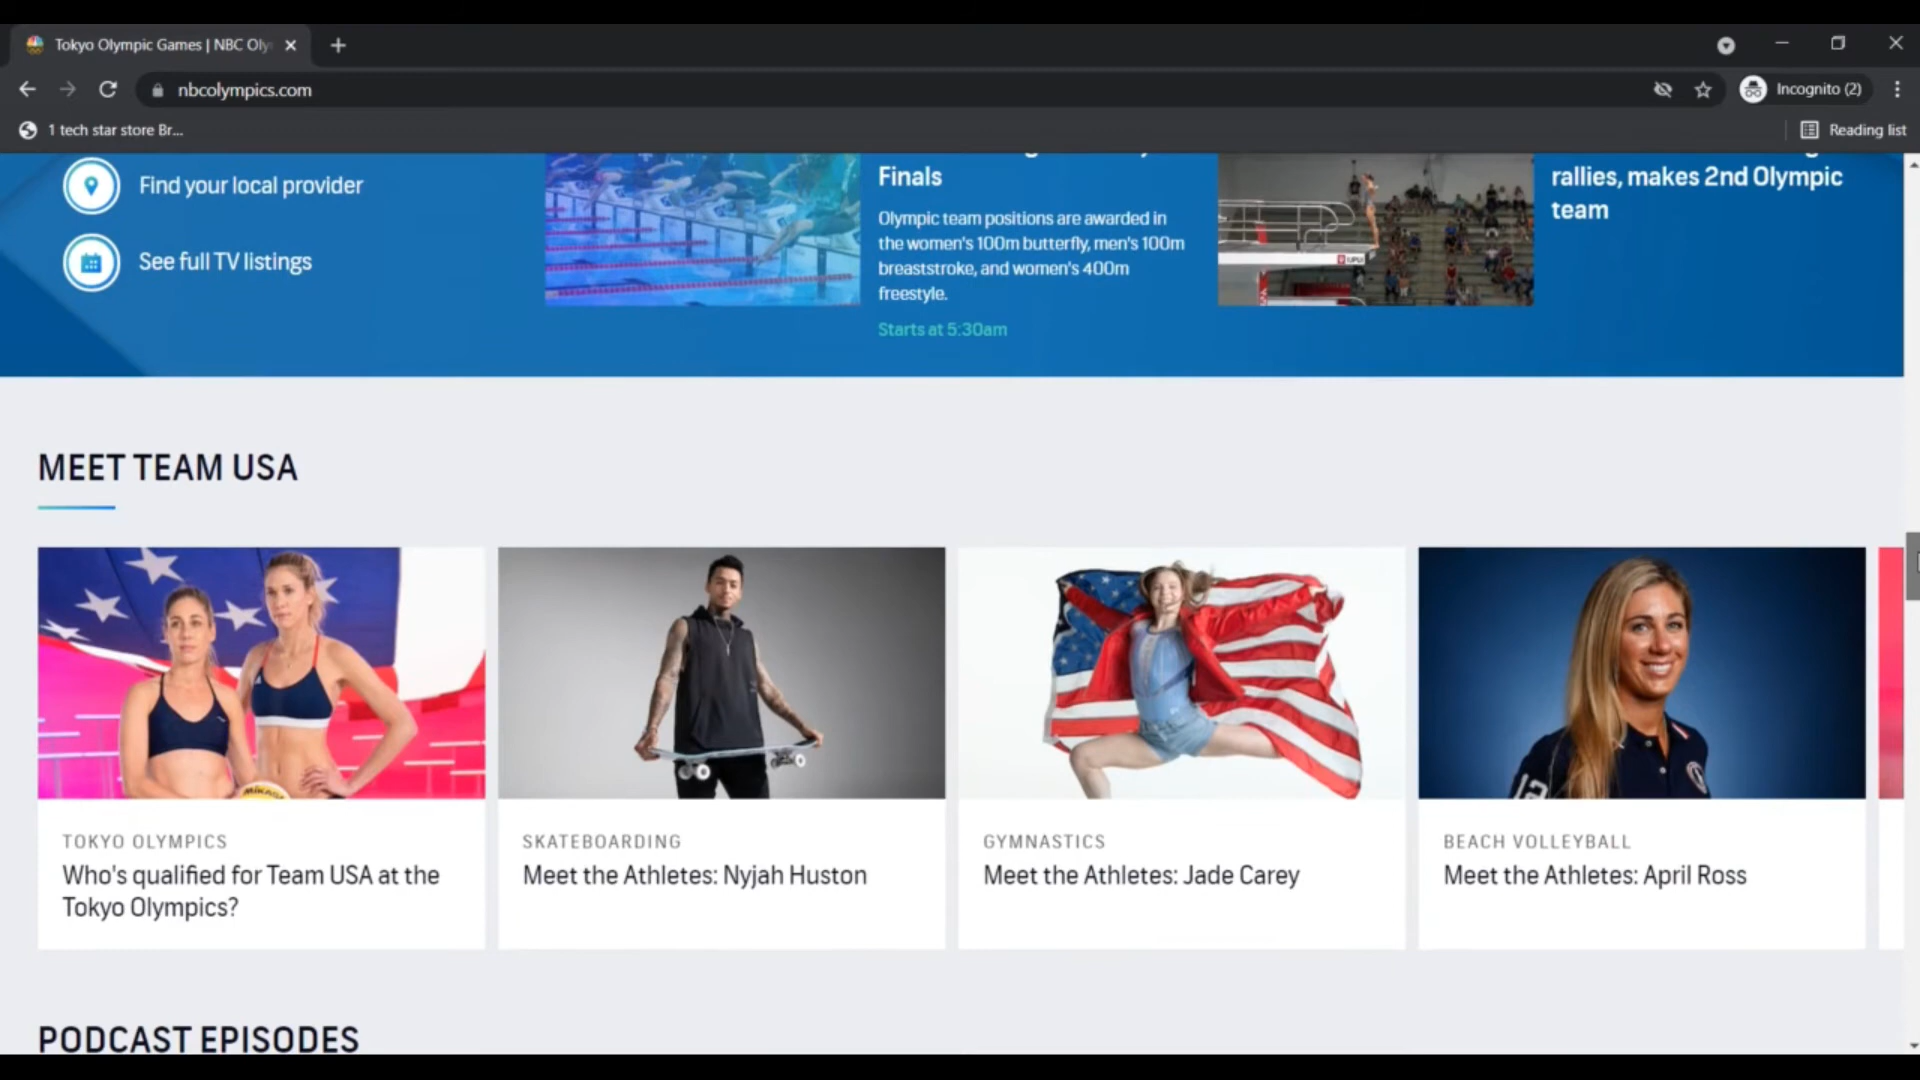 Tokyo Olympic Games | NBC Oly
nbcolympics.com
Incognito (2)
1 tech star store Br...
Reading list
Find your local provider
See full TV listings
Finals
Olympic team positions are awarded in
the women's 100m butterfly, men's 100m
breaststroke, and women's 400m
freestyle.
Starts at 5:30am
rallies, makes 2nd Olympic
team
MEET TEAM USA
MIKASA
TOKYO OLYMPICS
Who's qualified for Team USA at the
Tokyo Olympics?
SKATEBOARDING
Meet the Athletes: Nyjah Huston
GYMNASTICS
Meet the Athletes: Jade Carey
BEACH VOLLEYBALL
Meet the Athletes: April Ross
PODCAST EPISODES